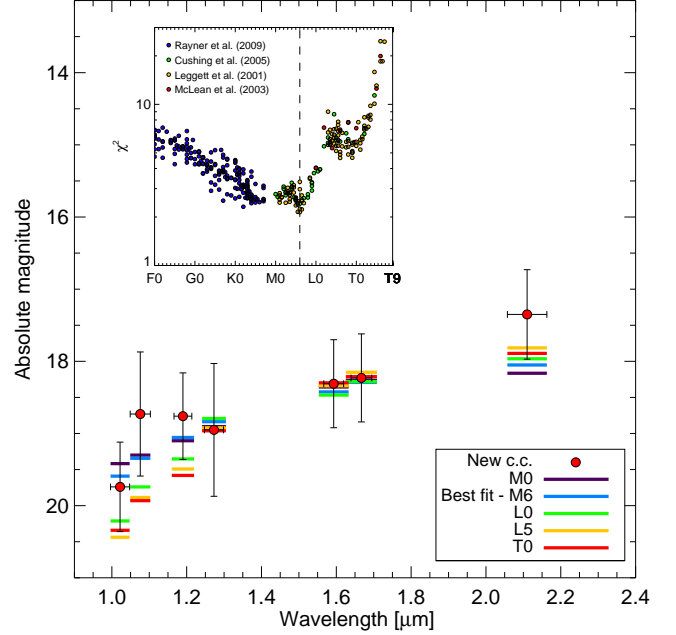 Rayner et al. (2009)
Cushing et al. (2005)
Leggett et al. (2001)
McLean et al. (2003)
10
χ²
1
F0 G0 K0 M0 L0 T0 T9
14
16
18
20
Absolute magnitude
New c.c.
M0
Best fit - M6
L0
L5
T0
1.0 1.2 1.4 1.6 1.8 2.0 2.2 2.4
Wavelength [μm]